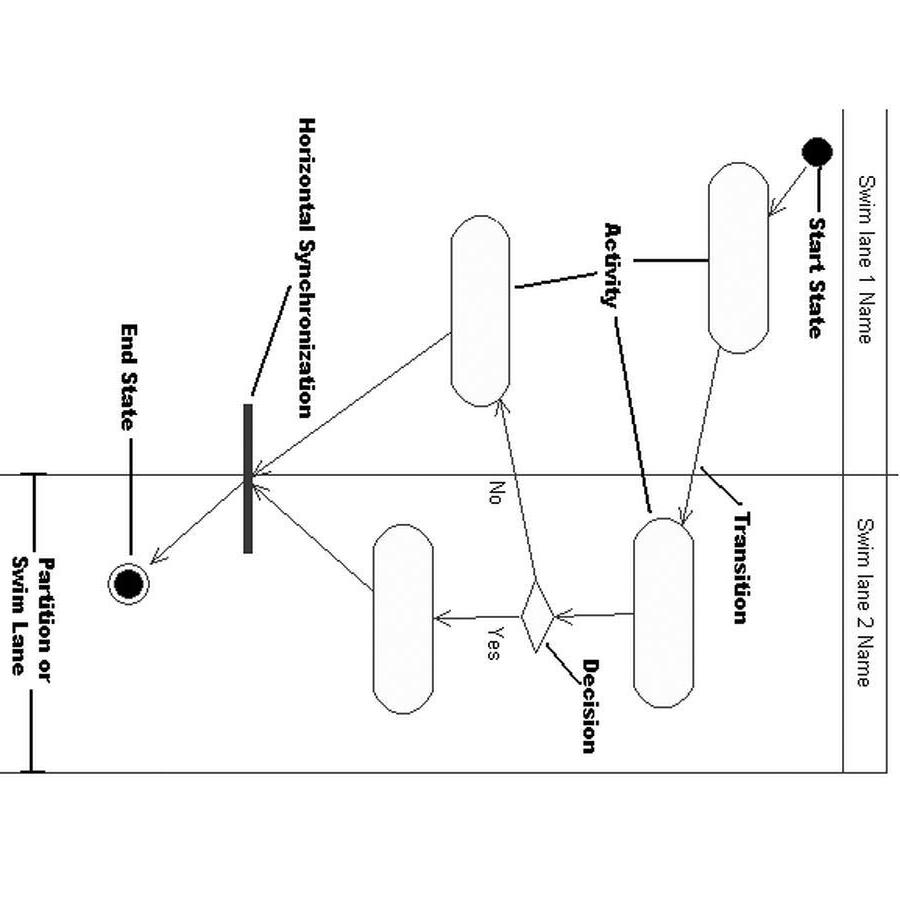 Swim lane 1 Name
Swim lane 2 Name
Start State
Transition
Activity
Decision
No
Yes
Horizontal Synchronization
End State
Partition or
Swim Lane